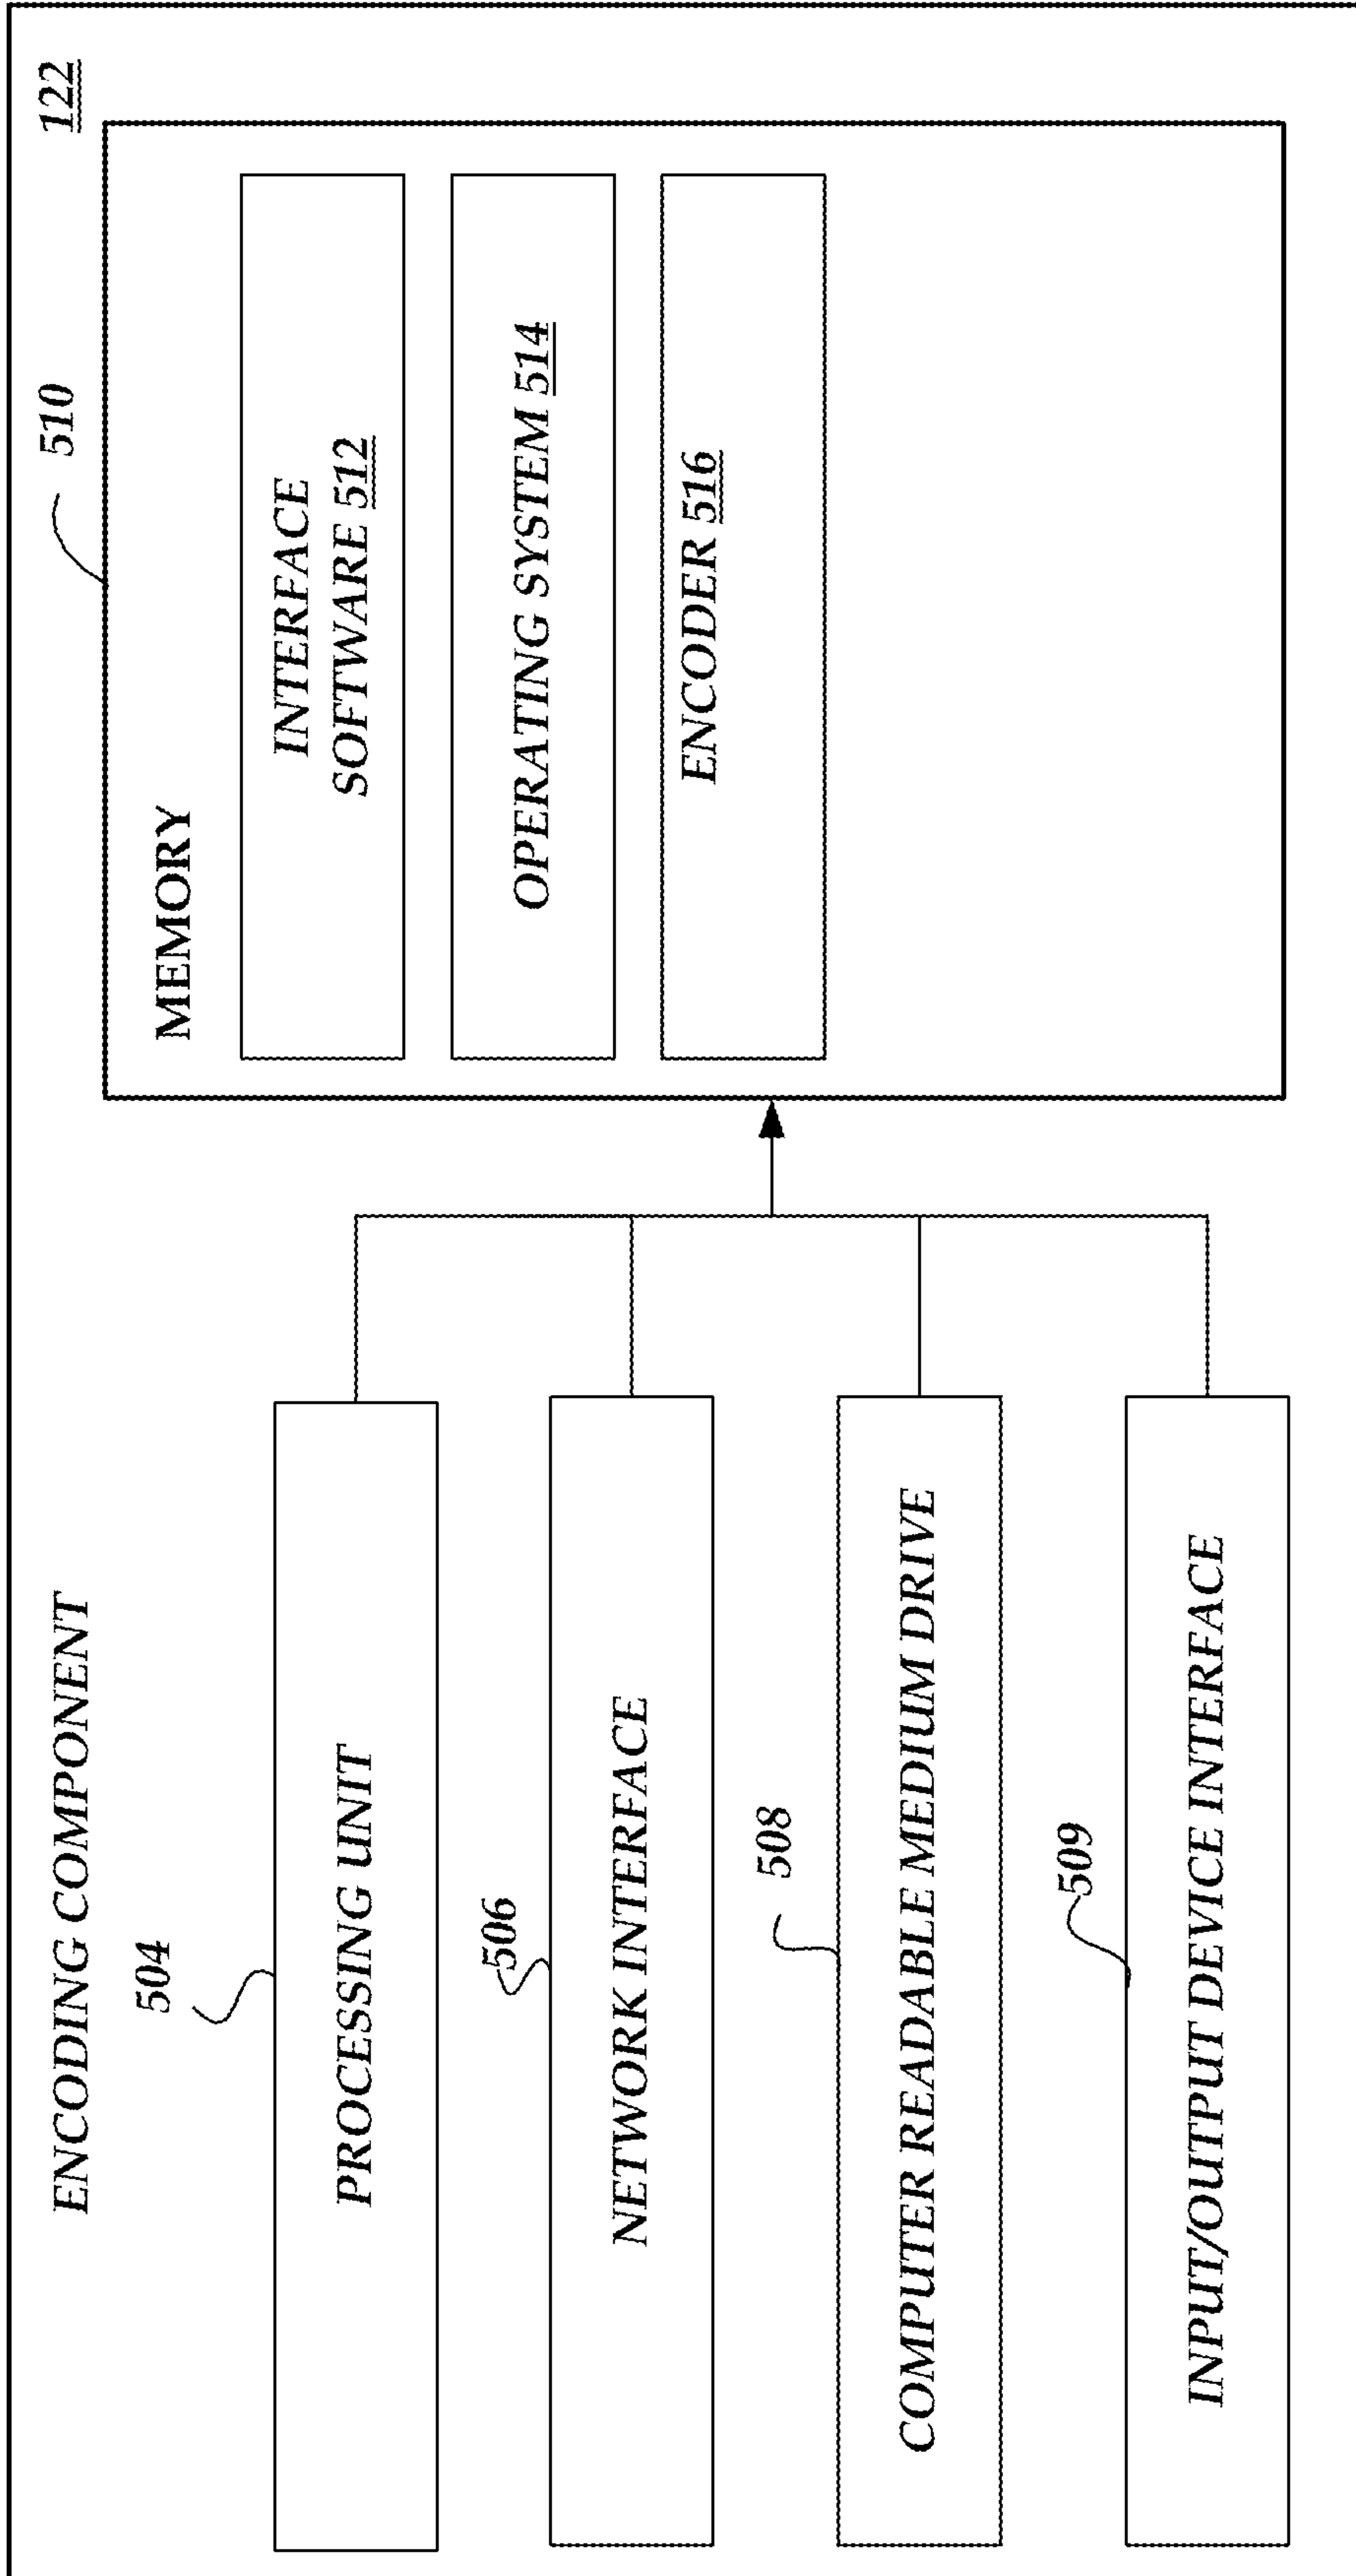 ENCODING COMPONENT
122
504
PROCESSING UNIT
506
NETWORK INTERFACE
508
COMPUTER READABLE MEDIUM DRIVE
509
INPUT/OUTPUT DEVICE INTERFACE
510
MEMORY
INTERFACE
SOFTWARE 512
OPERATING SYSTEM 514
ENCODER 516